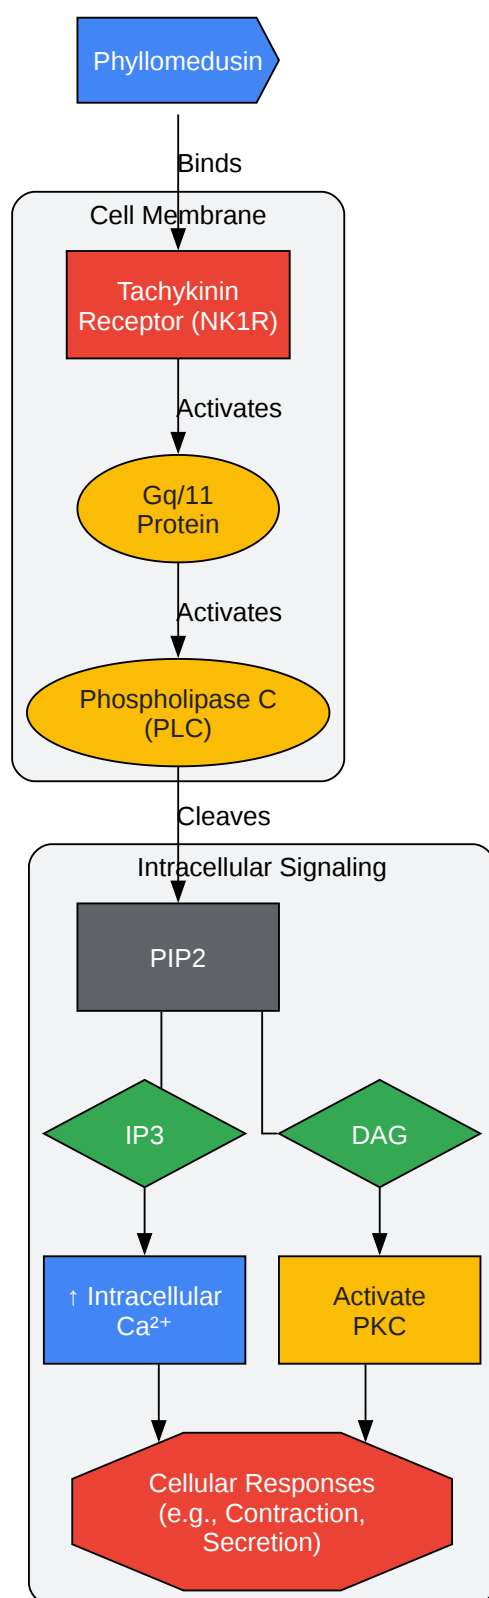 Phyllomedusin
Binds
Cell Membrane
Tachykinin
Receptor (NK1R)
Activates
Gq/11
Protein
Activates
Phospholipase C
(PLC)
Cleaves
Intracellular Signaling
PIP2
IP3
DAG
↑ Intracellular
Ca²⁺
Activate
PKC
Cellular Responses
(e.g., Contraction,
Secretion)